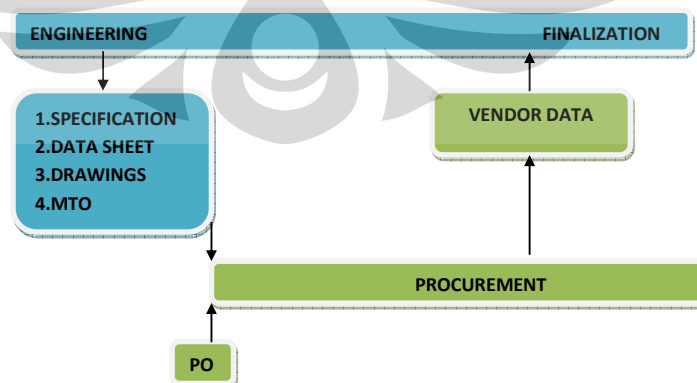 ENGINEERING FINALIZATION
1.SPECIFICATION
2.DATA SHEET
3.DRAWINGS
4.MTO
VENDOR DATA
PROCUREMENT
PO